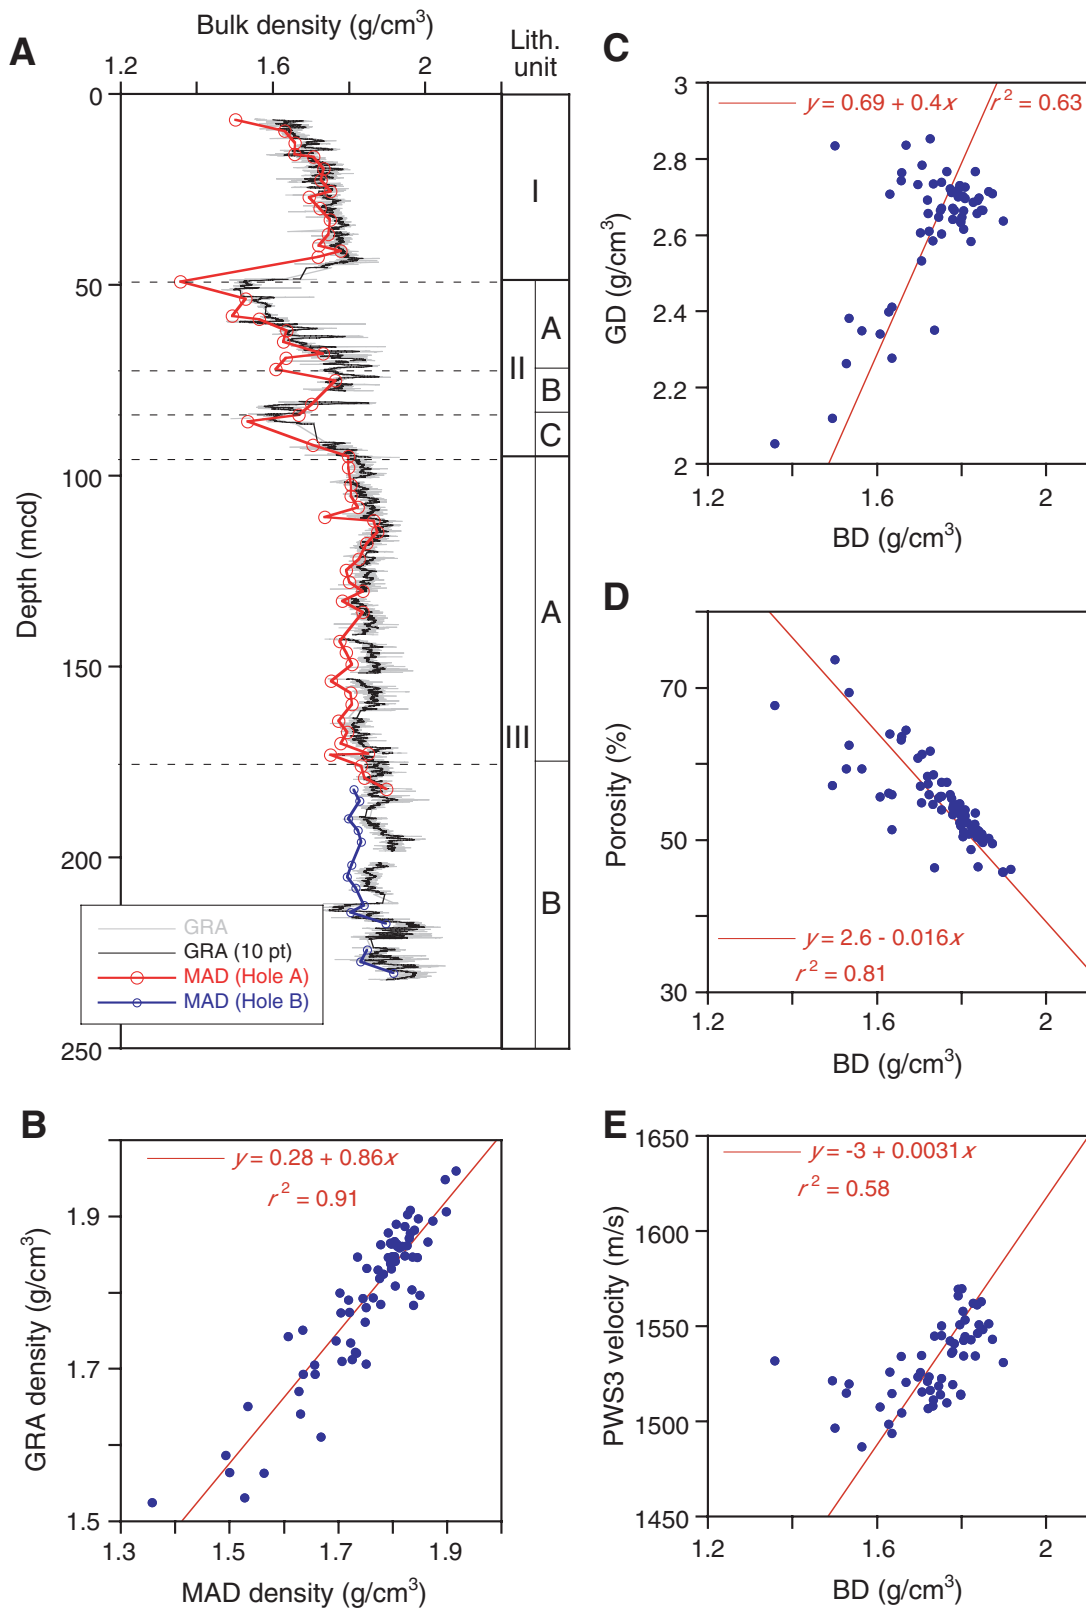 A
Bulk density (g/cm³)
1.2 1.6 2
Lith.
unit
0
50
100
150
200
250
Depth (mcd)
I
II
A
B
C
III
A
B
GRA
GRA (10 pt)
MAD (Hole A)
MAD (Hole B)
B
y = 0.28 + 0.86x
r² = 0.91
1.9
1.7
1.5
GRA density (g/cm³)
1.3 1.5 1.7 1.9
MAD density (g/cm³)
C
3
2.8
2.6
2.4
2.2
2
GD (g/cm³)
y = 0.69 + 0.4x r² = 0.63
1.2 1.6 2
BD (g/cm³)
D
70
50
30
Porosity (%)
y = 2.6 - 0.016x
r² = 0.81
1.2 1.6 2
BD (g/cm³)
E
1650
1600
1550
1500
1450
PWS3 velocity (m/s)
y = -3 + 0.0031x
r² = 0.58
1.2 1.6 2
BD (g/cm³)